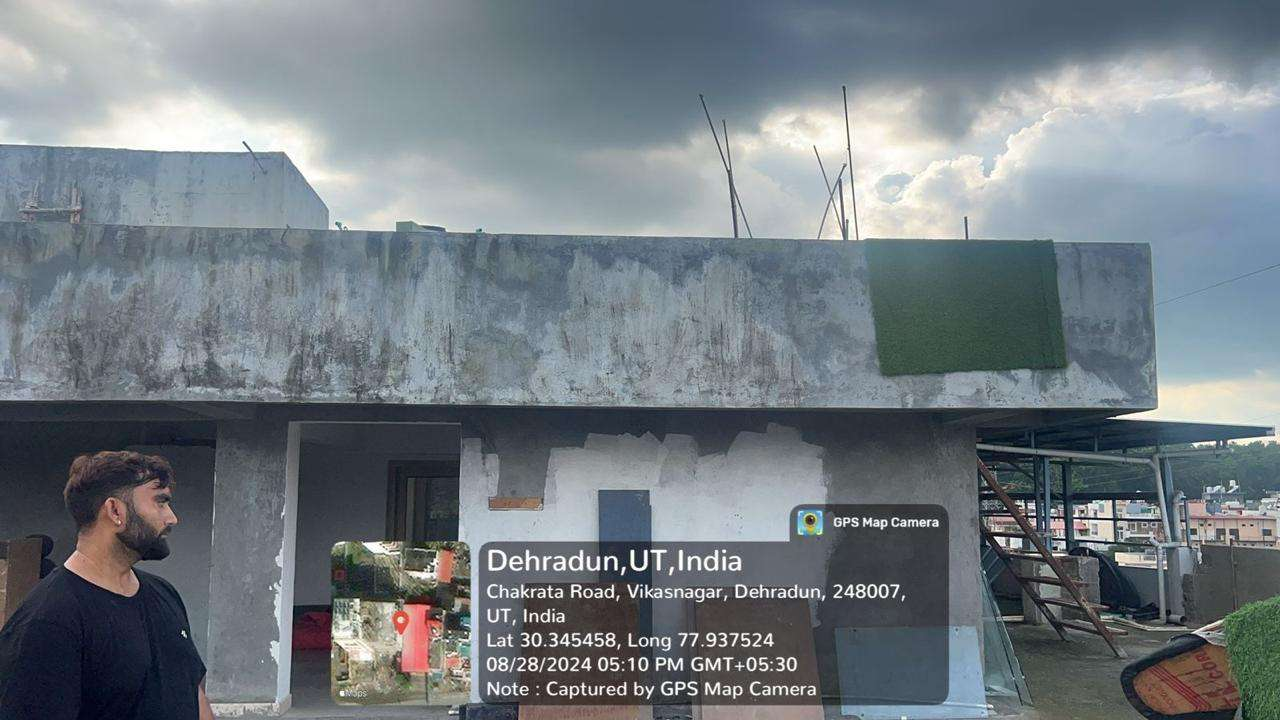 GPS Map Camera
Dehradun,UT,India
Chakrata Road, Vikasnagar, Dehradun, 248007,
UT, India
Lat 30.345458, Long 77.937524
08/28/2024 05:10 PM GMT+05:30
Note : Captured by GPS Map Camera
Maps